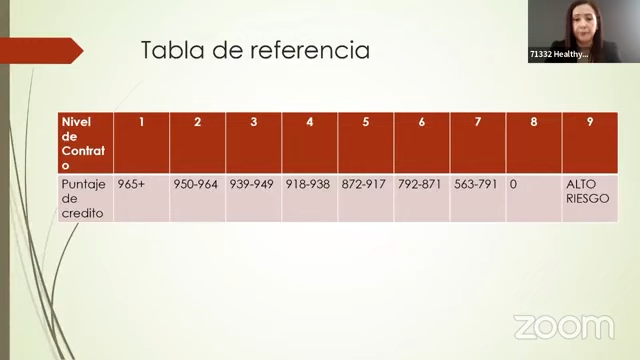 Tabla de referencia
71332 Healthy...
Nivel de Contrato 1 2 3 4 5 6 7 8 9
Puntaje de credito 965+ 950-964 939-949 918-938 872-917 792-871 563-791 0 ALTO RIESGO
zoom